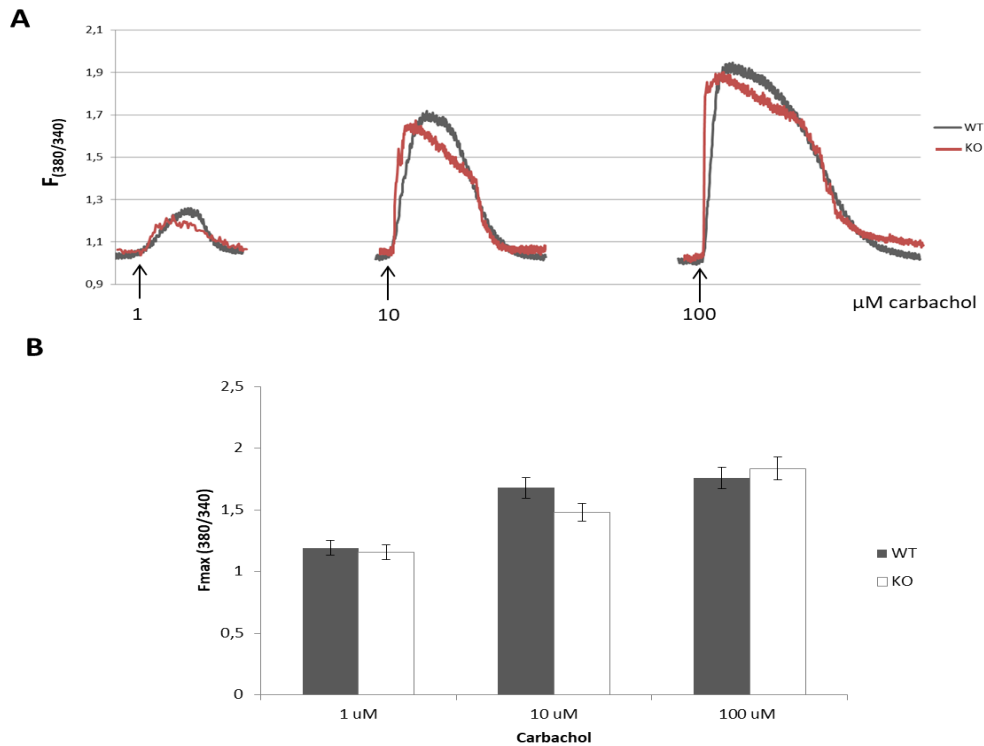 A
2,1
1,9
1,7
1,5
1,3
1,1
0,9
F(380/340)
WT
KO
1
10
100
µM carbachol
B
2,5
2
1,5
1
0,5
0
Fmax (380/340)
WT
KO
1 uM
10 uM
100 uM
Carbachol